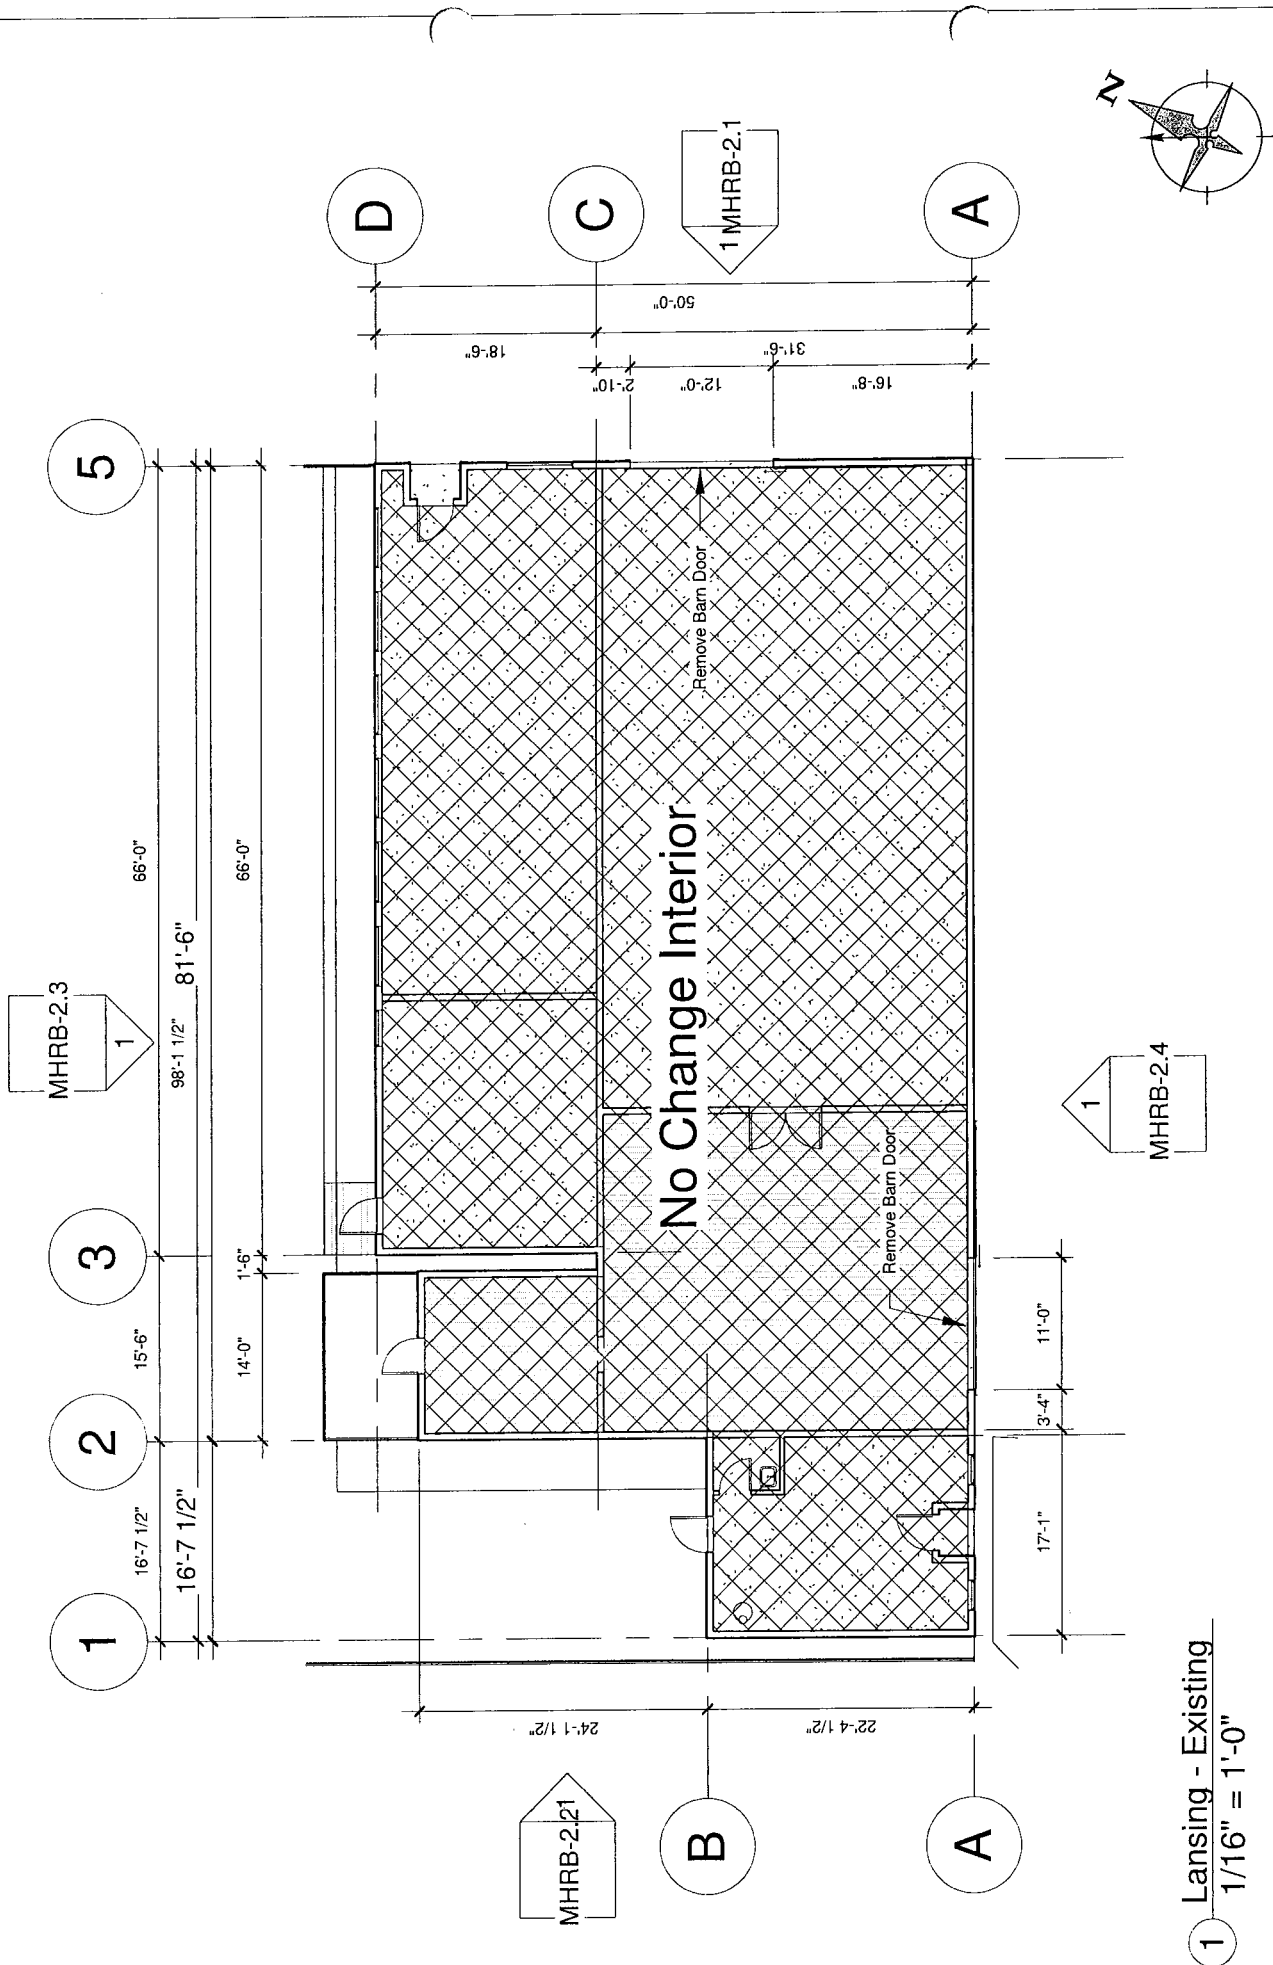 N
5
3
2
1
D
C
A
B
A
MHRB-2.3
1
1 MHRB-2.1
1
MHRB-2.4
MHRB-2.2 1
66'-0"
15'-6"
16'-7 1/2"
98'-1 1/2"
81'-6"
16'-7 1/2"
66'-0"
1'-6"
14'-0"
50'-0"
18'-6"
31'-6"
2'-10"
12'-0"
16'-8"
Remove Barn Door
No Change Interior
Remove Barn Door
11'-0"
3'-4"
17'-1"
24'-1 1/2"
22'-4 1/2"
1
Lansing - Existing
1/16" = 1'-0"